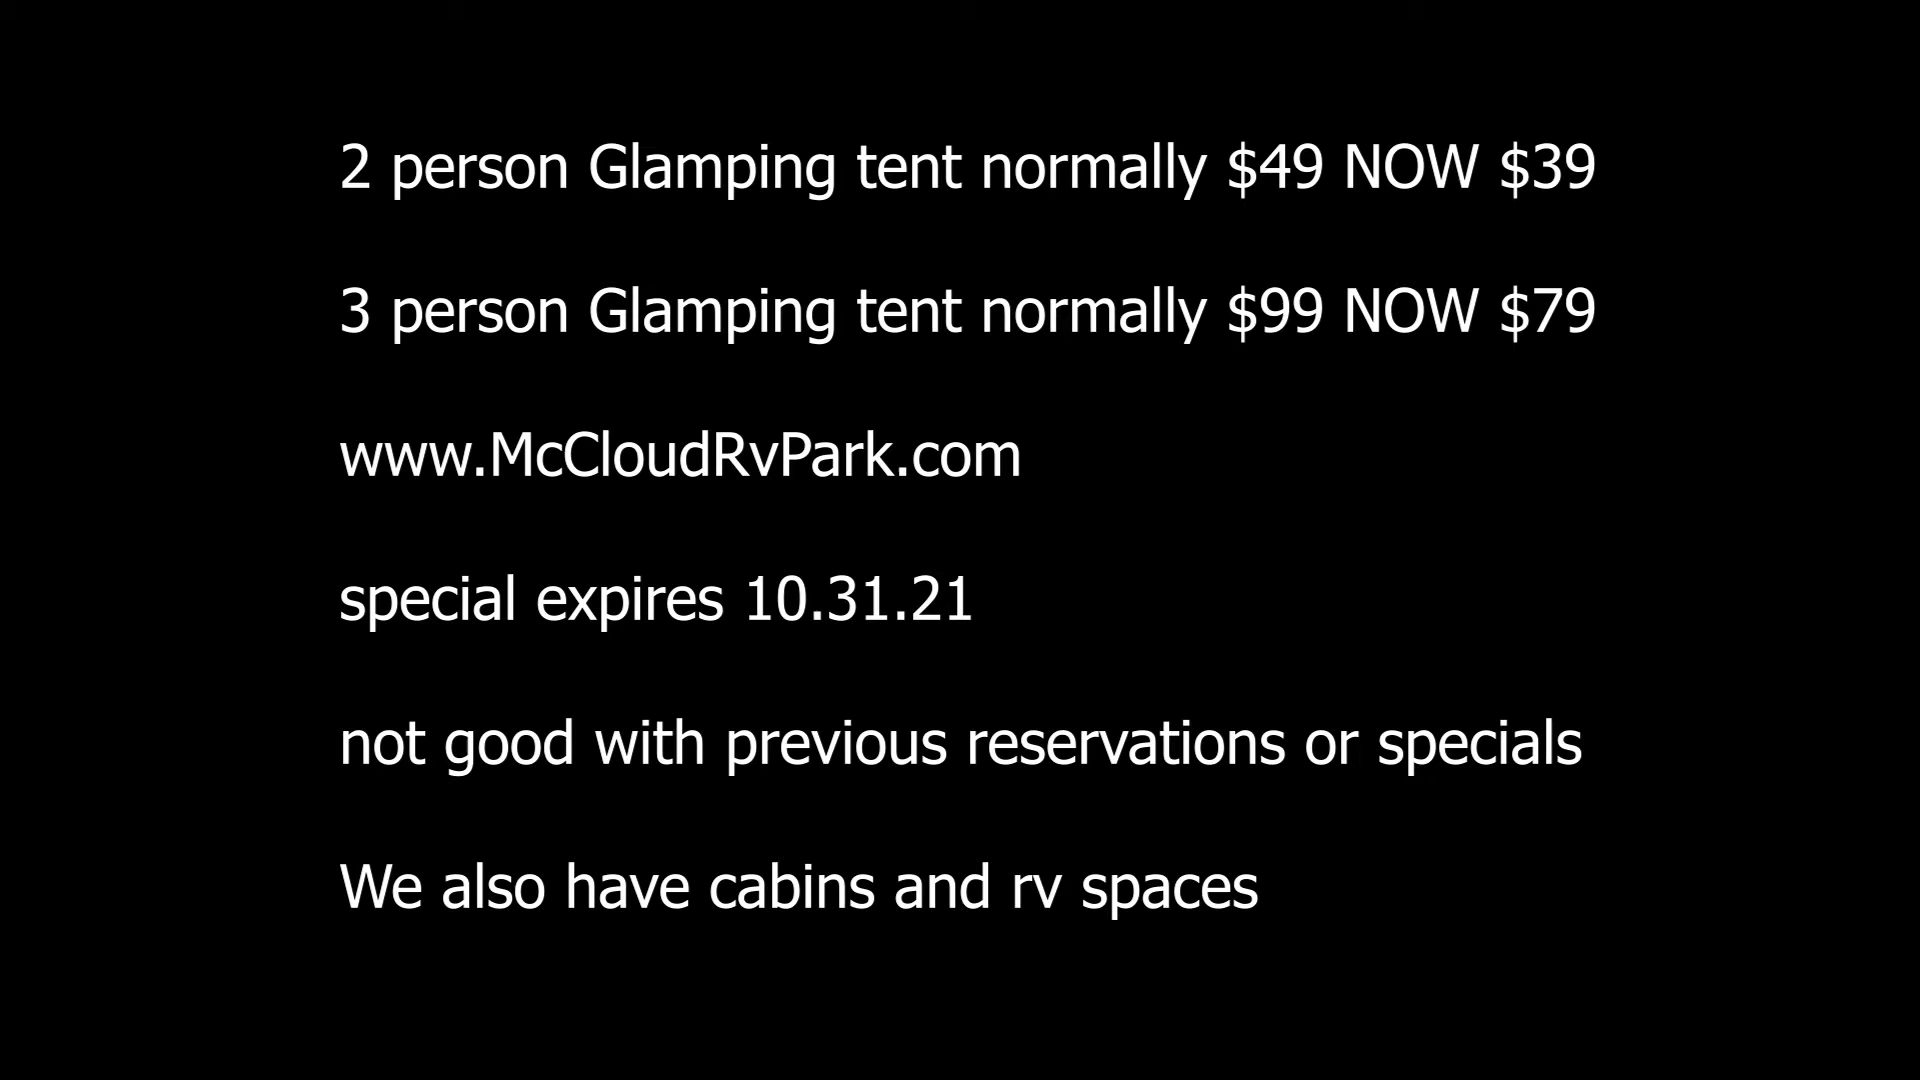 2 person Glamping tent normally $49 NOW $39
3 person Glamping tent normally $99 NOW $79
www.McCloudRvPark.com
special expires 10.31.21
not good with previous reservations or specials
We also have cabins and rv spaces